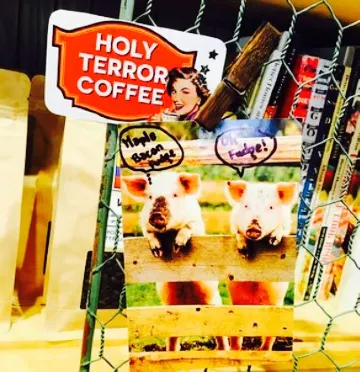 HOLY
TERROR
COFFEE
Maple
Bacon
Fudge
Oh
Fudge!